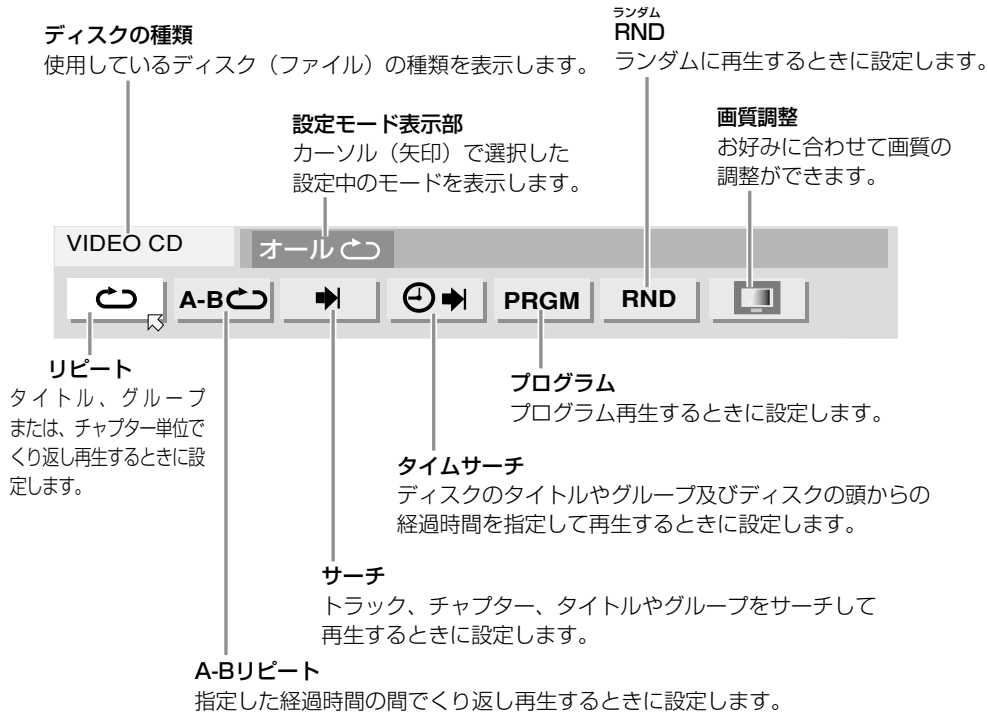 ランダム
RND
ランダムに再生するときに設定します。
ディスクの種類
使用しているディスク（ファイル）の種類を表示します。
設定モード表示部
カーソル（矢印）で選択した
設定中のモードを表示します。
画質調整
お好みに合わせて画質の
調整ができます。
VIDEO CD
オール
A-B
PRGM
RND
リピート
タイトル、グループ
または、チャプター単位で
くり返し再生するときに設
定します。
プログラム
プログラム再生するときに設定します。
タイムサーチ
ディスクのタイトルやグループ及びディスクの頭からの
経過時間を指定して再生するときに設定します。
サーチ
トラック、チャプター、タイトルやグループをサーチして
再生するときに設定します。
A-Bリピート
指定した経過時間の間でくり返し再生するときに設定します。